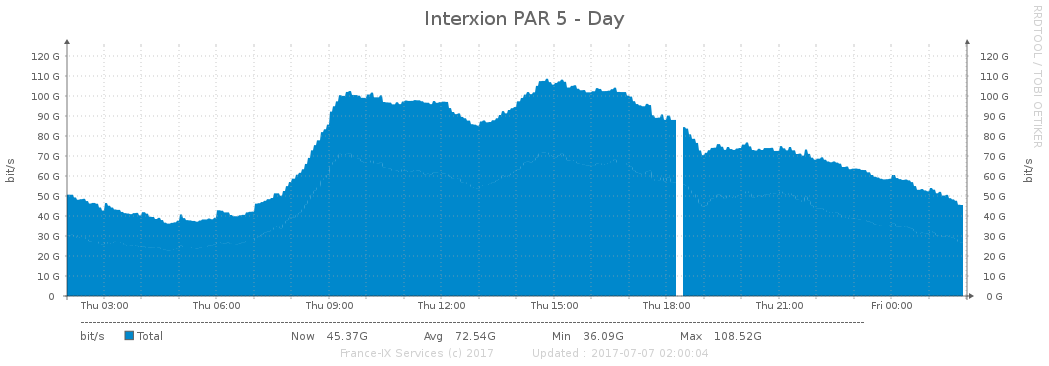 Interxion PAR 5 - Day
RRDTOOL / TOBI OETIKER
bit/s
120 G
110 G
100 G
90 G
80 G
70 G
60 G
50 G
40 G
30 G
20 G
10 G
0
120 G
110 G
100 G
90 G
80 G
70 G
60 G
50 G
40 G
30 G
20 G
10 G
0 G
bit/s
Thu 03:00 Thu 06:00 Thu 09:00 Thu 12:00 Thu 15:00 Thu 18:00 Thu 21:00 Fri 00:00
bit/s Total Now 45.37G Avg 72.54G Min 36.09G Max 108.52G
France-IX Services (c) 2017 Updated : 2017-07-07 02:00:04